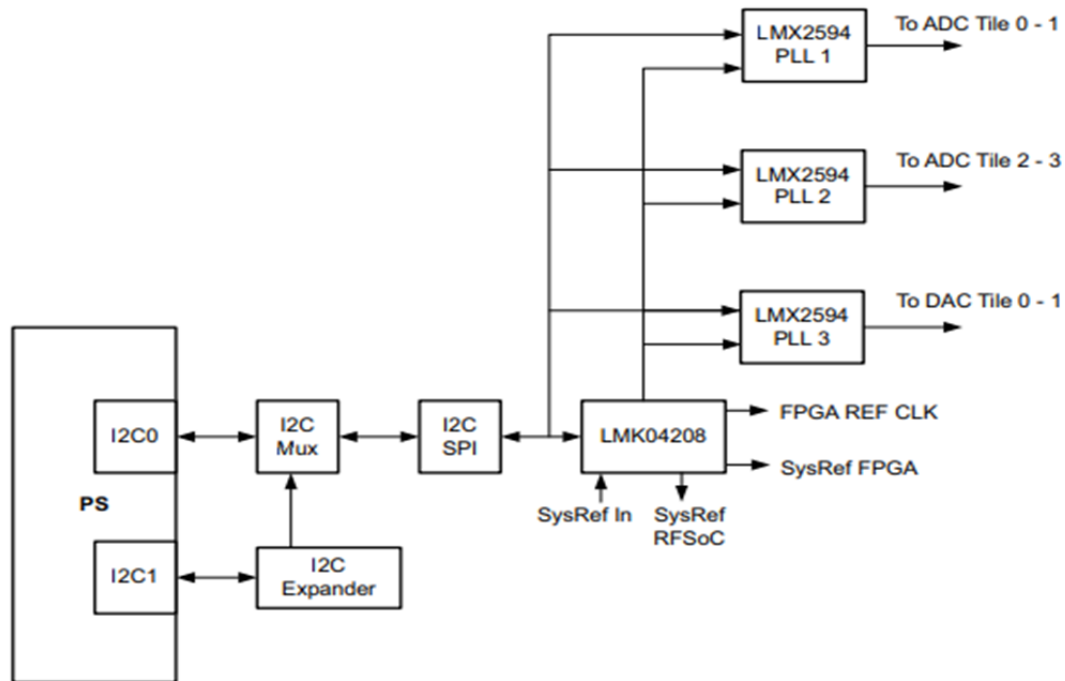 LMX2594
PLL 1
To ADC Tile 0 - 1
LMX2594
PLL 2
To ADC Tile 2 - 3
LMX2594
PLL 3
To DAC Tile 0 - 1
PS
I2C0
I2C
Mux
I2C
SPI
LMK04208
FPGA REF CLK
SysRef FPGA
SysRef In
SysRef
RFSoC
I2C1
I2C
Expander